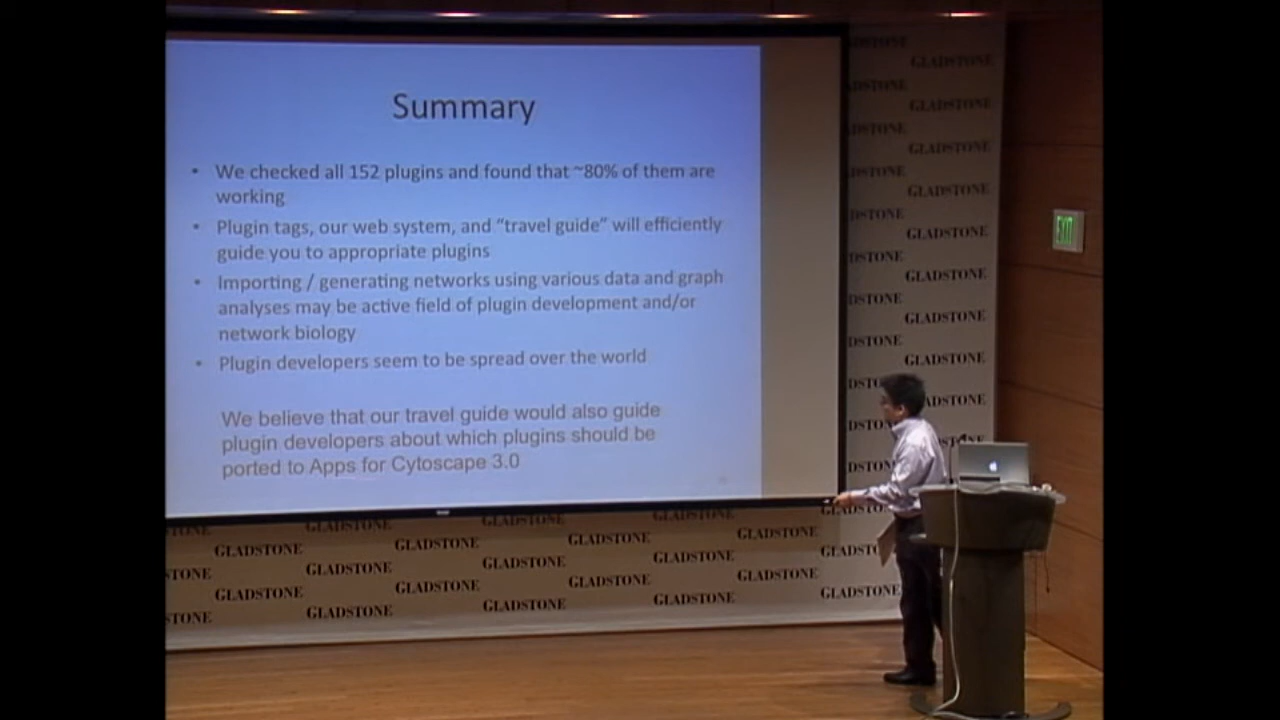 Summary
• We checked all 152 plugins and found that ~80% of them are
working
• Plugin tags, our web system, and “travel guide” will efficiently
guide you to appropriate plugins
• Importing / generating networks using various data and graph
analyses may be active field of plugin development and/or
network biology
• Plugin developers seem to be spread over the world
We believe that our travel guide would also guide
plugin developers about which plugins should be
ported to Apps for Cytoscape 3.0
GLADSTONE
GLADSTONE
GLADSTONE
GLADSTONE
GLADSTONE
GLADSTONE
GLADSTONE
GLADSTONE
EXIT
GLADSTONE GLADSTONE GLADSTONE
GLADSTONE GLADSTONE GLADSTONE GLADSTONE
GLADSTONE GLADSTONE GLADSTONE
GLADSTONE GLADSTONE GLADSTONE GLADSTONE
GLADSTONE GLADSTONE GLADSTONE